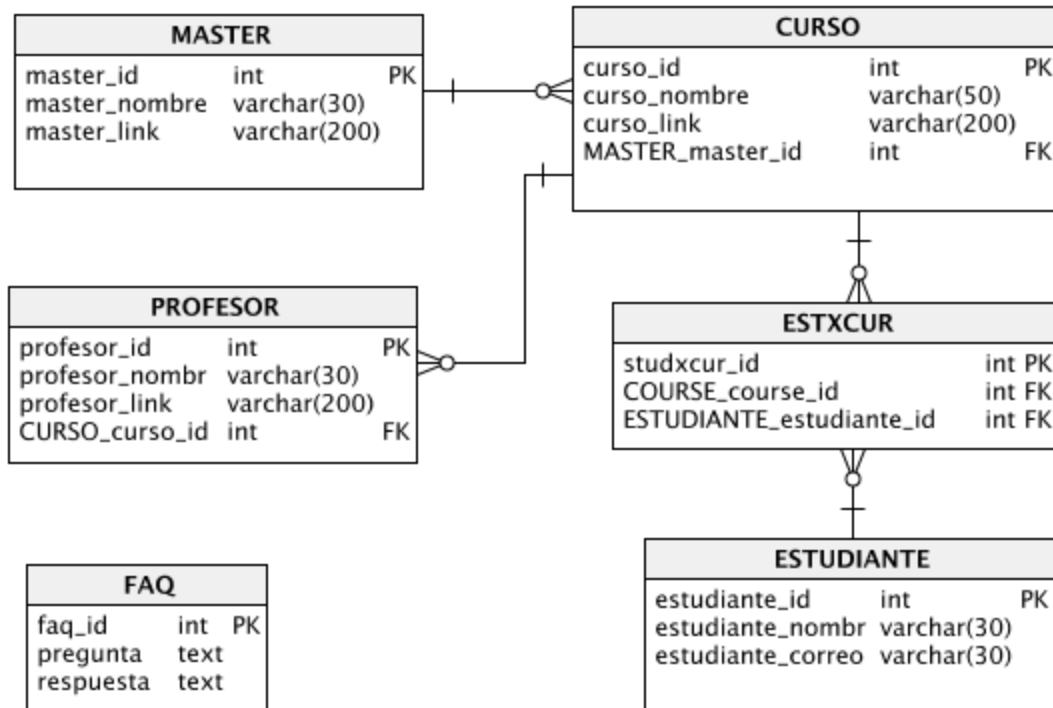 MASTER
master_id int PK
master_nombre varchar(30)
master_link varchar(200)
CURSO
curso_id int PK
curso_nombre varchar(50)
curso_link varchar(200)
MASTER_master_id int FK
PROFESOR
profesor_id int PK
profesor_nombr varchar(30)
profesor_link varchar(200)
CURSO_curso_id int FK
ESTXCUR
studxcur_id int PK
COURSE_course_id int FK
ESTUDIANTE_estudiante_id int FK
FAQ
faq_id int PK
pregunta text
respuesta text
ESTUDIANTE
estudiante_id int PK
estudiante_nombr varchar(30)
estudiante_correo varchar(30)